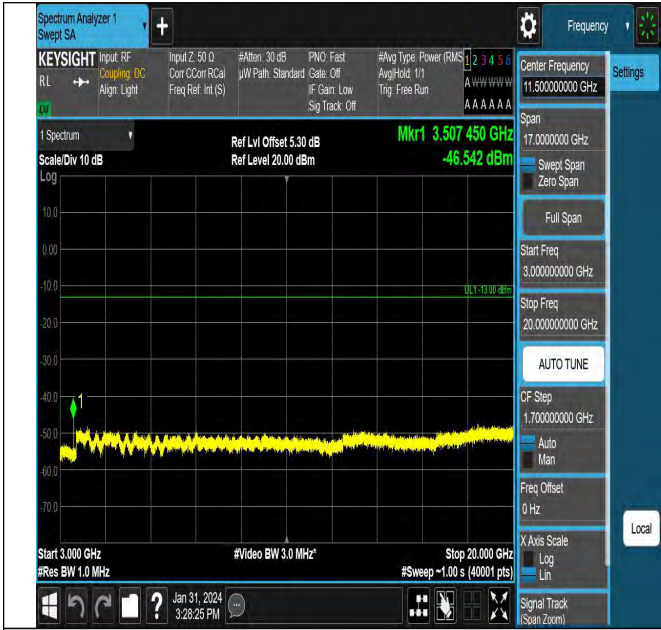 Spectrum Analyzer 1
Swept SA
+
Frequency
KEYSIGHT
RL
Input: RF
Coupling: DC
Align: Light
Input Z: 50 Ω
Corr CCorr RCal
Freq Ref: Int (S)
#Atten: 30 dB
µW Path: Standard
PNO: Fast
Gate: Off
IF Gain: Low
Sig Track: Off
#Avg Type: Power (RMS
Avg|Hold: 1/1
Trig: Free Run
1 2 3 4 5 6
A W W W W W
A A A A A A
Center Frequency
11.500000000 GHz
Settings
1 Spectrum
Scale/Div 10 dB
Ref Lvl Offset 5.30 dB
Ref Level 20.00 dBm
Mkr1 3.507 450 GHz
-46.542 dBm
Span
17.0000000 GHz
Swept Span
Zero Span
Full Span
Start Freq
3.000000000 GHz
Stop Freq
20.000000000 GHz
AUTO TUNE
CF Step
1.700000000 GHz
Auto
Man
Freq Offset
0 Hz
X Axis Scale
Log
Lin
Local
Signal Track
(Span Zoom)
Log
10.0
0.00
-10.0
DL1 -13.00 dBm
-20.0
-30.0
-40.0
1
-50.0
-60.0
-70.0
Start 3.000 GHz
#Video BW 3.0 MHz*
Stop 20.000 GHz
#Res BW 1.0 MHz
#Sweep ~1.00 s (40001 pts)
?
Jan 31, 2024
3:28:25 PM